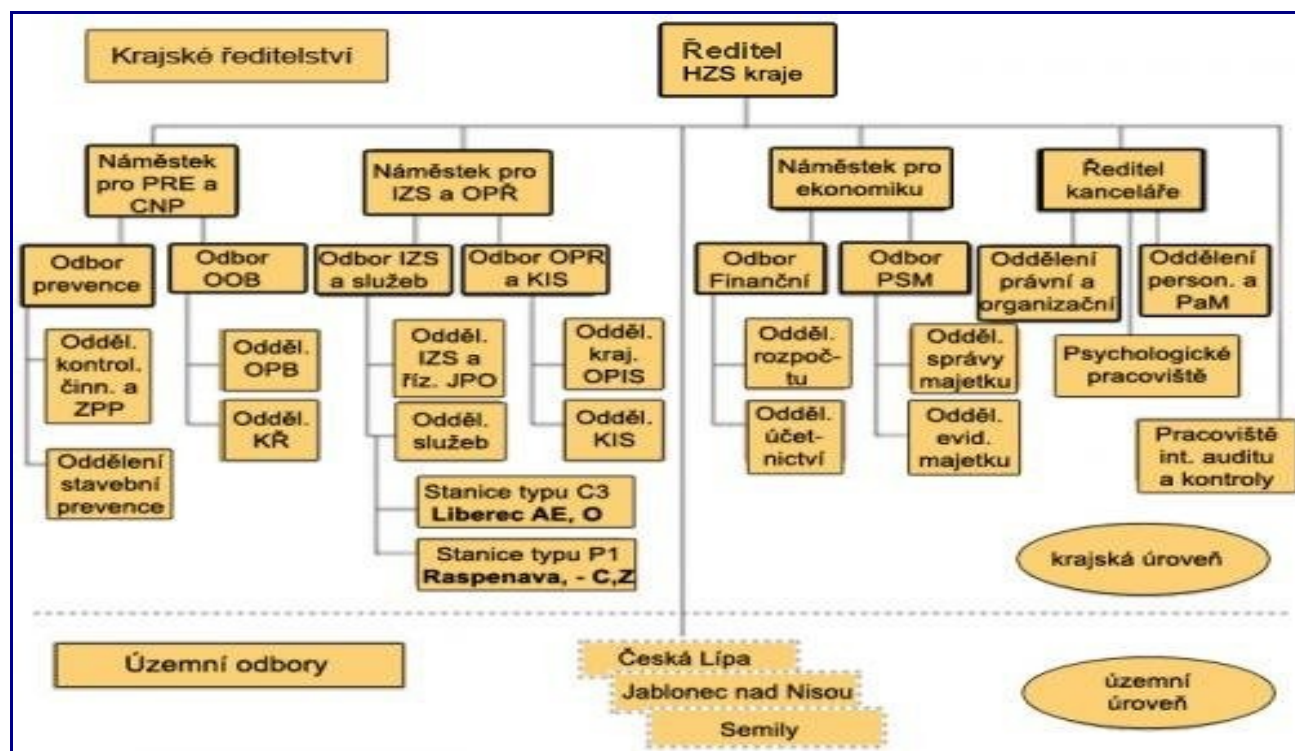 Krajské ředitelství
Ředitel
HZS kraje
Náměstek
pro PRE a
CNP
Náměstek pro
IZS a OPŘ
Náměstek pro
ekonomiku
Ředitel
kanceláře
Odbor
prevence
Odbor
OOB
Odbor IZS
a služeb
Odbor OPR
a KIS
Odbor
Finanční
Odbor
PSM
Oddělení
právní a
organizační
Oddělení
person. a
PaM
Odděl.
kontrol.
činn. a
ZPP
Odděl.
OPB
Odděl.
IZS a
říz. JPO
Odděl.
kraj.
OPIS
Odděl.
rozpoč-
tu
Odděl.
správy
majetku
Psychologické
pracoviště
Oddělení
stavební
prevence
Odděl.
KŘ
Odděl.
služeb
Odděl.
KIS
Odděl.
účet-
nictví
Odděl.
evid.
majetku
Pracoviště
int. auditu
a kontroly
Stanice typu C3
Liberec AE, O
Stanice typu P1
Raspenava, - C,Z
krajská úroveň
Územní odbory
Česká Lípa
Jablonec nad Nisou
Semily
územní
úroveň